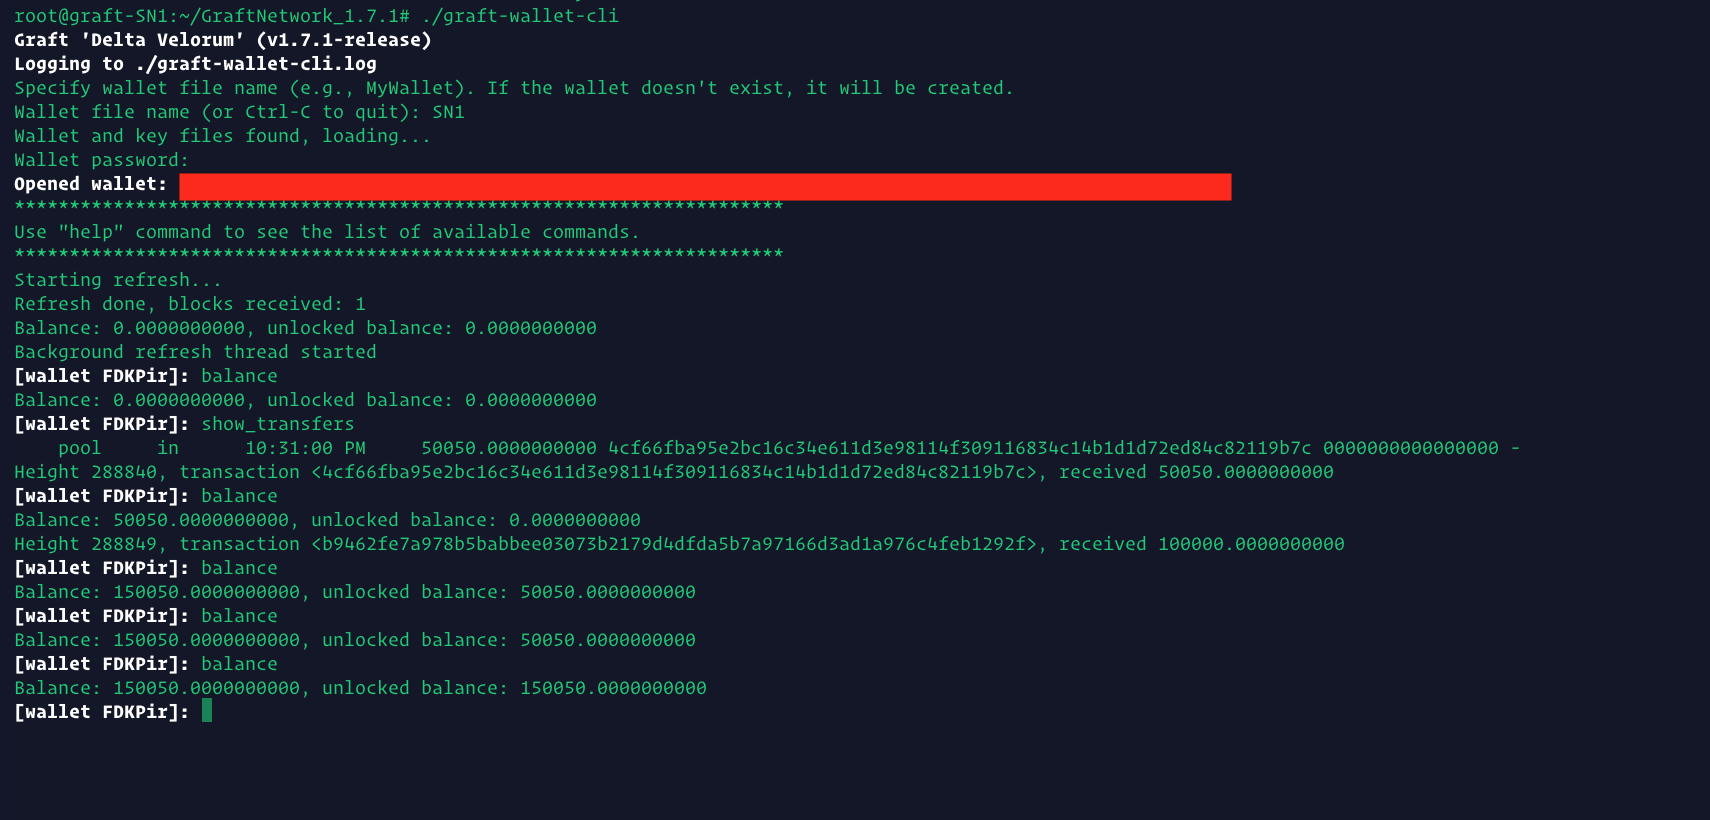 root@graft-SN1:~/GraftNetwork_1.7.1# ./graft-wallet-cli
Graft 'Delta Velorum' (v1.7.1-release)
Logging to ./graft-wallet-cli.log
Specify wallet file name (e.g., MyWallet). If the wallet doesn't exist, it will be created.
Wallet file name (or Ctrl-C to quit): SN1
Wallet and key files found, loading...
Wallet password:
Opened wallet:
**********************************************************************
Use "help" command to see the list of available commands.
**********************************************************************
Starting refresh...
Refresh done, blocks received: 1
Balance: 0.0000000000, unlocked balance: 0.0000000000
Background refresh thread started
[wallet FDKPir]: balance
Balance: 0.0000000000, unlocked balance: 0.0000000000
[wallet FDKPir]: show_transfers
pool in 10:31:00 PM 50050.0000000000 4cf66fba95e2bc16c34e611d3e98114f309116834c14b1d1d72ed84c82119b7c 0000000000000000 -
Height 288840, transaction <4cf66fba95e2bc16c34e611d3e98114f309116834c14b1d1d72ed84c82119b7c>, received 50050.0000000000
[wallet FDKPir]: balance
Balance: 50050.0000000000, unlocked balance: 0.0000000000
Height 288849, transaction <b9462fe7a978b5babbee03073b2179d4dfda5b7a97166d3ad1a976c4feb1292f>, received 100000.0000000000
[wallet FDKPir]: balance
Balance: 150050.0000000000, unlocked balance: 50050.0000000000
[wallet FDKPir]: balance
Balance: 150050.0000000000, unlocked balance: 50050.0000000000
[wallet FDKPir]: balance
Balance: 150050.0000000000, unlocked balance: 150050.0000000000
[wallet FDKPir]: